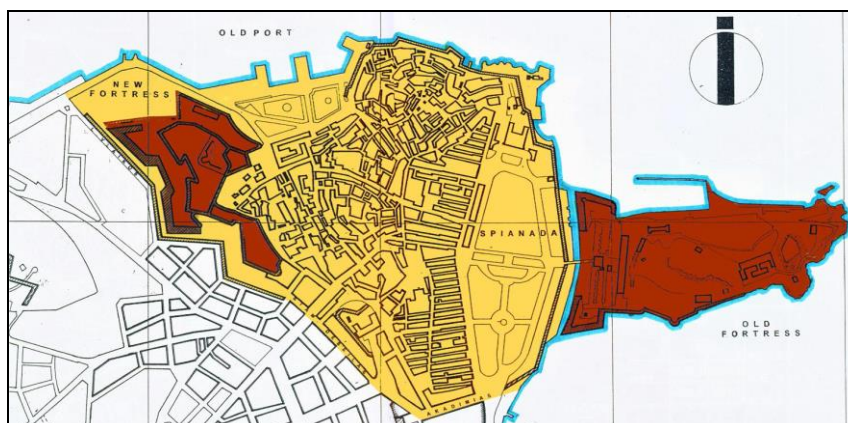 OLD PORT
NEW
FORTRESS
SPIANADA
OLD
FORTRESS
AKADIMIAS